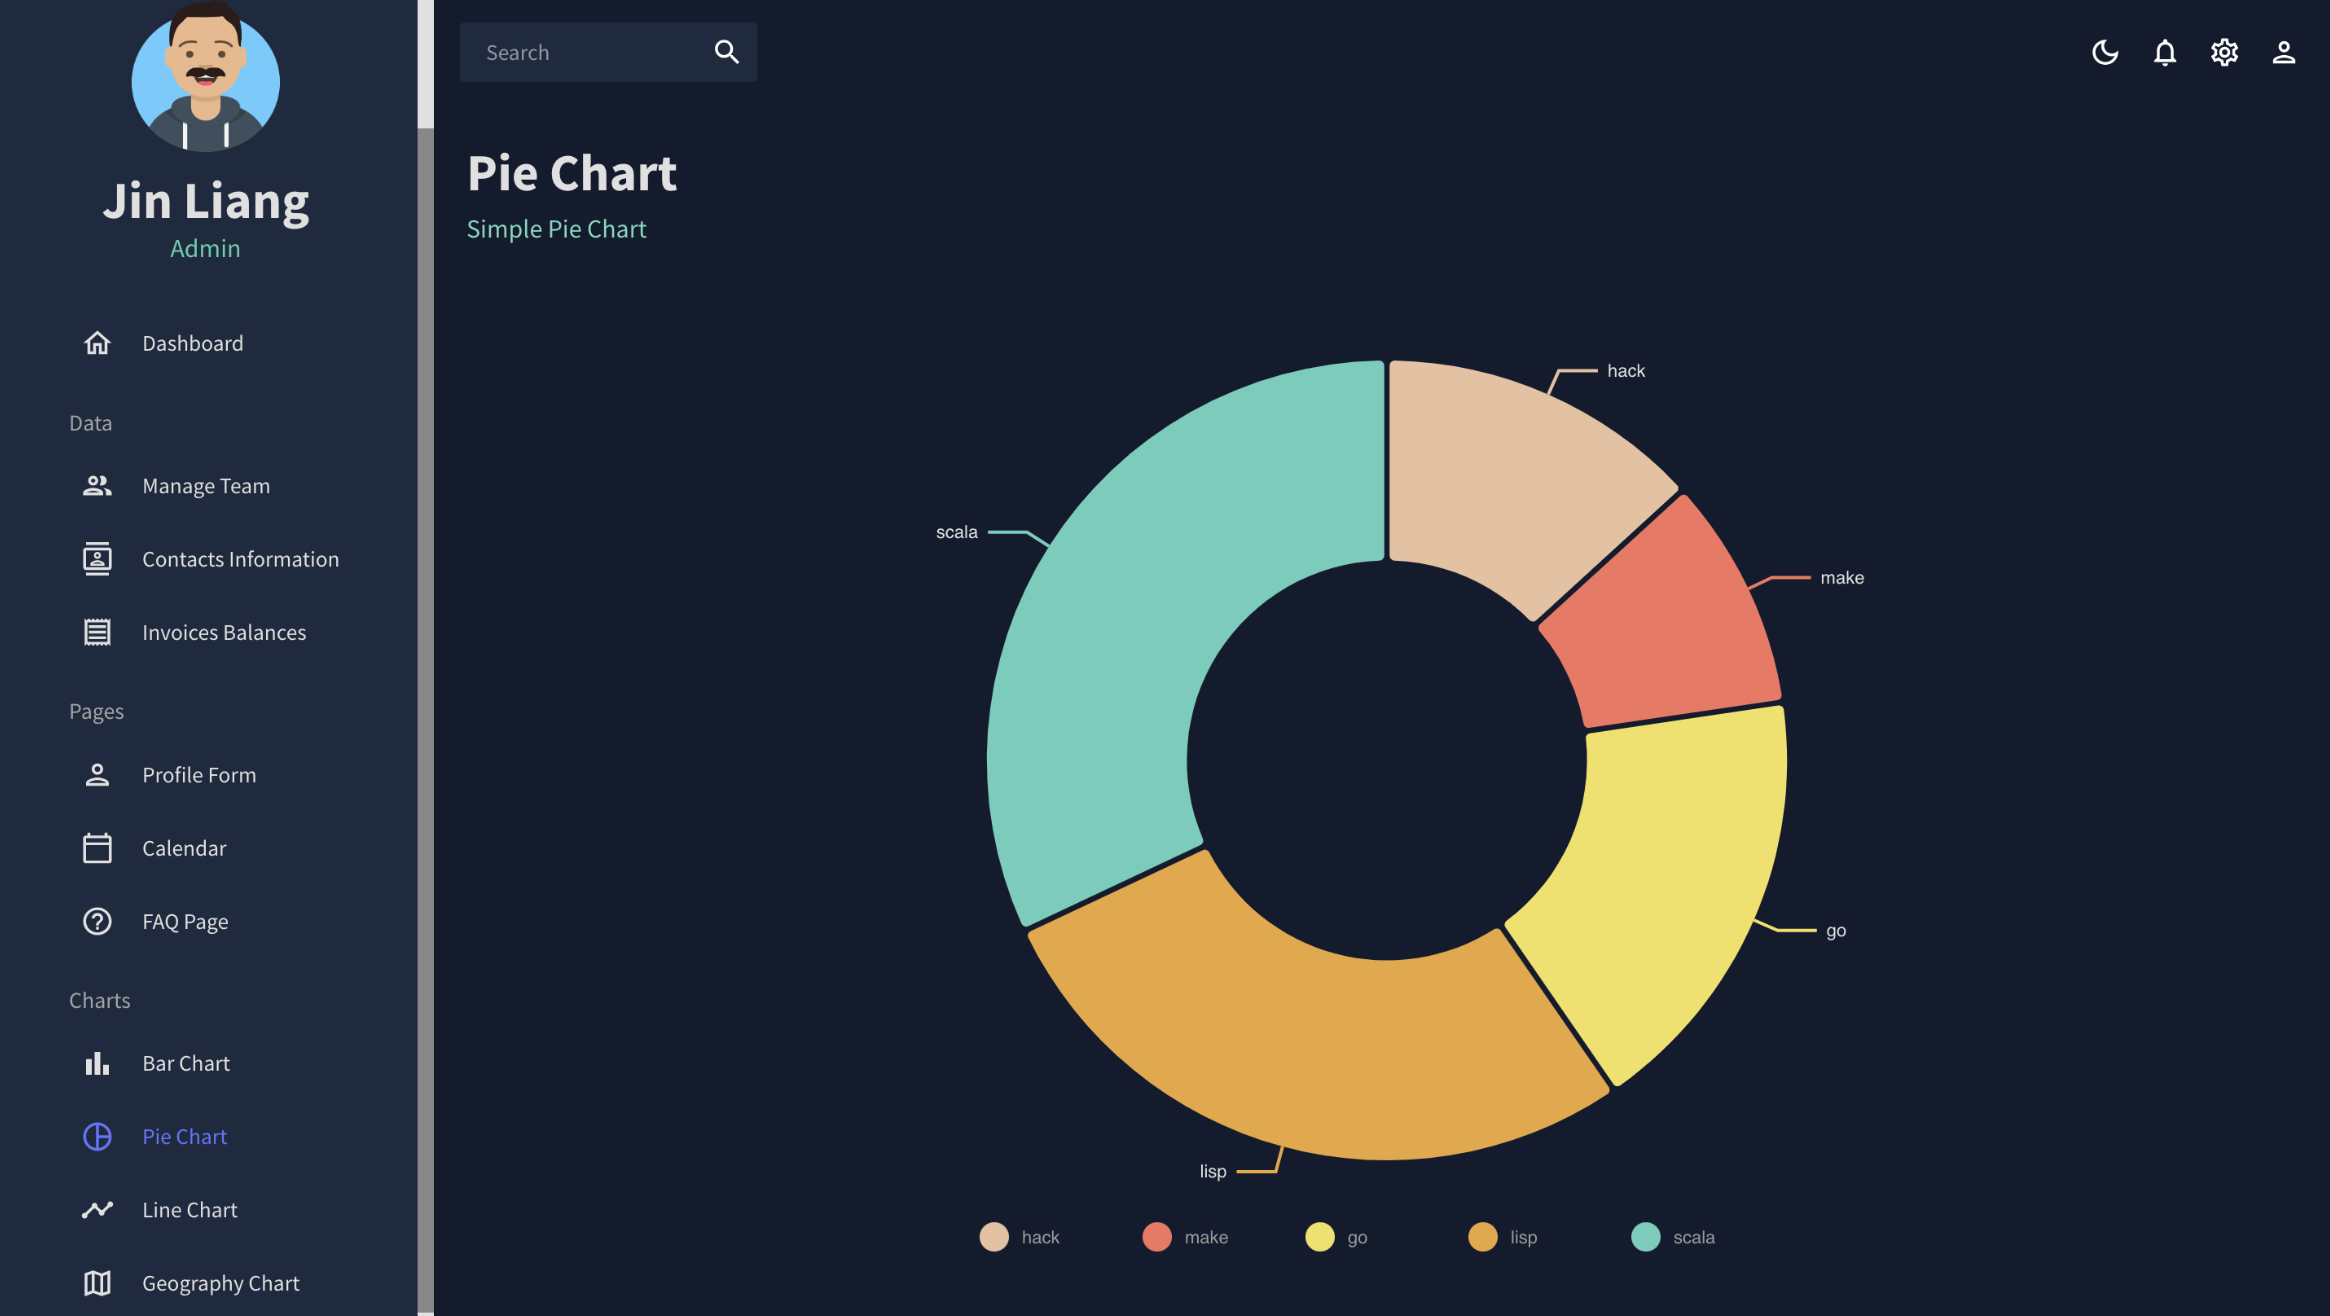 Jin Liang
Admin
Dashboard
Data
Manage Team
Contacts Information
Invoices Balances
Pages
Profile Form
Calendar
FAQ Page
Charts
Bar Chart
Pie Chart
Line Chart
Geography Chart
Search
Pie Chart
Simple Pie Chart
hack
scala
make
go
lisp
hack make go lisp scala